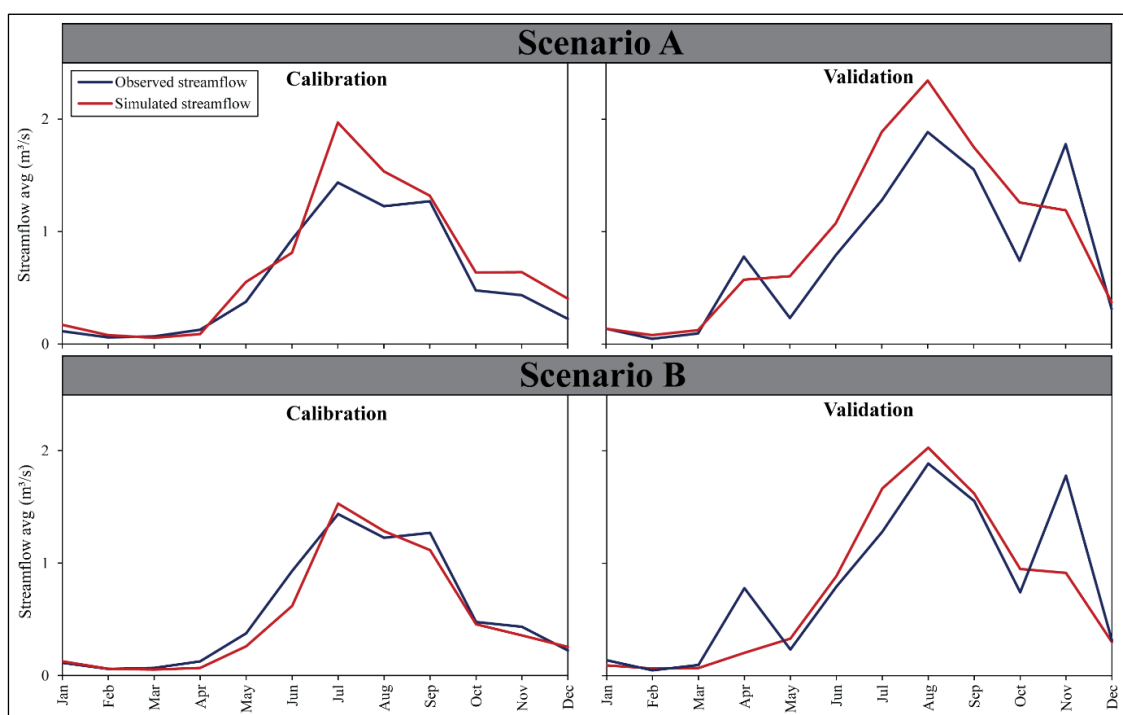 Scenario A
Observed streamflow
Simulated streamflow
Calibration
Validation
Streamflow avg (m³/s)
2
1
0
Scenario B
Calibration
Validation
Streamflow avg (m³/s)
2
1
0
Jan
Feb
Mar
Apr
May
Jun
Jul
Aug
Sep
Oct
Nov
Dec
Jan
Feb
Mar
Apr
May
Jun
Jul
Aug
Sep
Oct
Nov
Dec